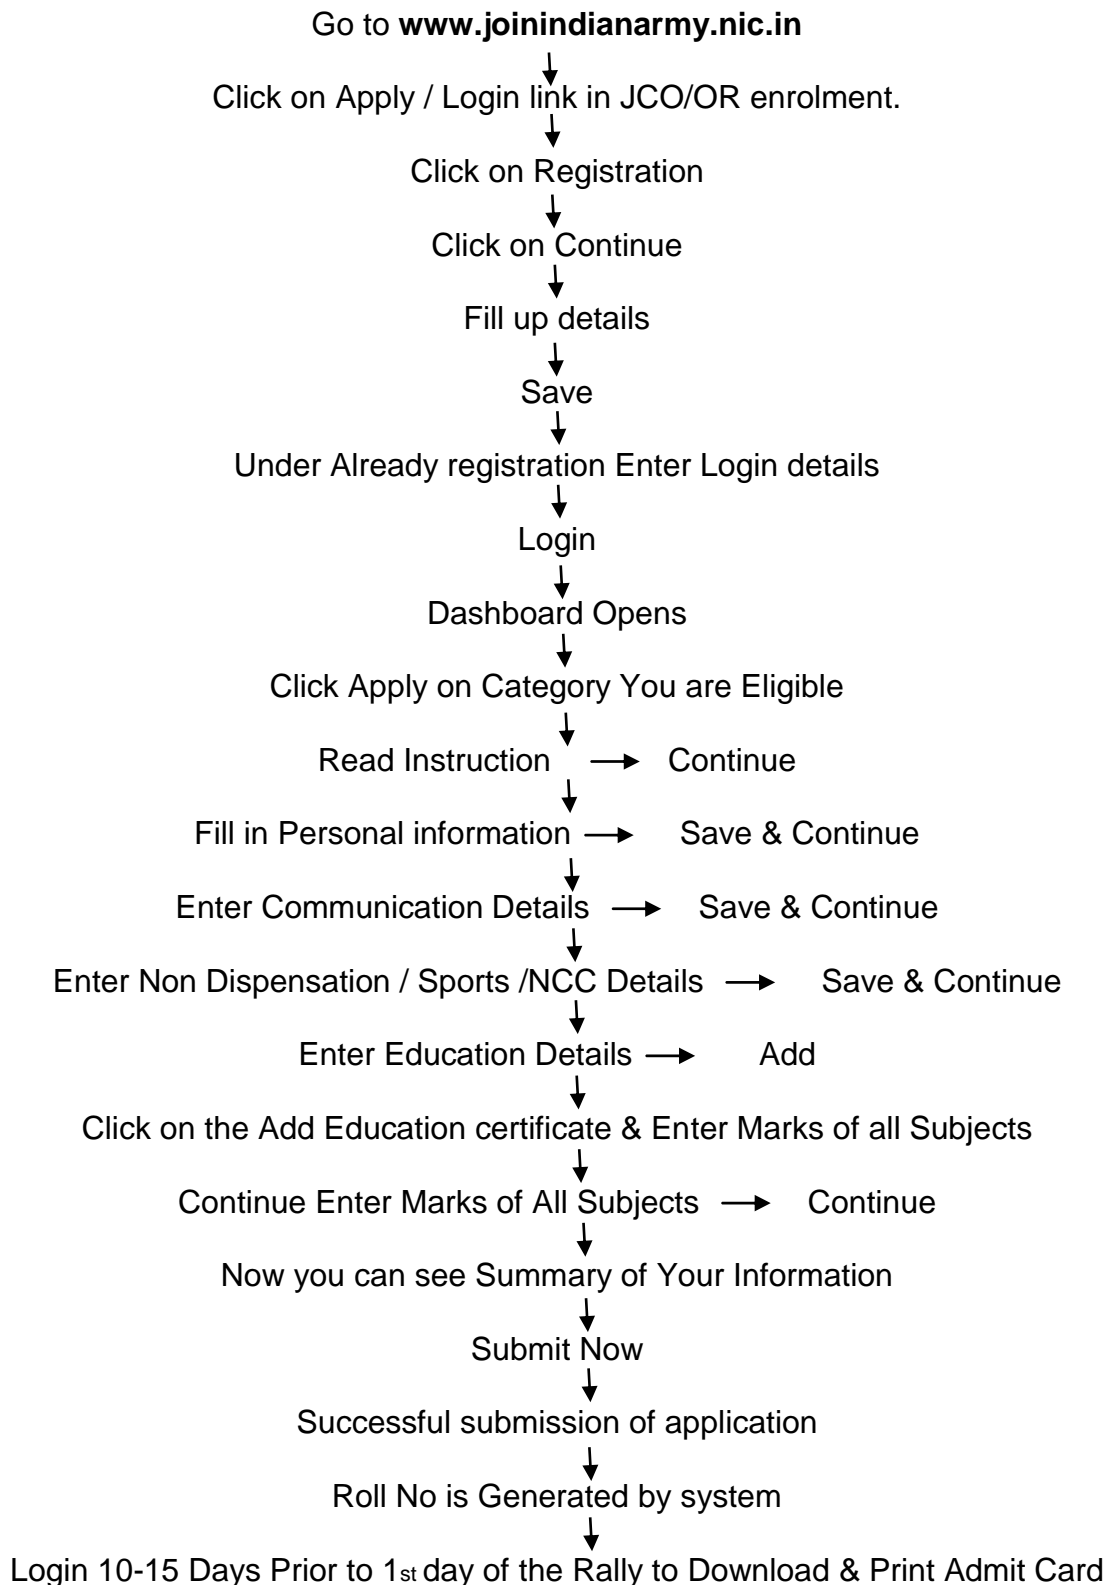 Go to www.joinindianarmy.nic.in
Click on Apply / Login link in JCO/OR enrolment.
Click on Registration
Click on Continue
Fill up details
Save
Under Already registration Enter Login details
Login
Dashboard Opens
Click Apply on Category You are Eligible
Read Instruction Continue
Fill in Personal information Save & Continue
Enter Communication Details Save & Continue
Enter Non Dispensation / Sports /NCC Details Save & Continue
Enter Education Details Add
Click on the Add Education certificate & Enter Marks of all Subjects
Continue Enter Marks of All Subjects Continue
Now you can see Summary of Your Information
Submit Now
Successful submission of application
Roll No is Generated by system
Login 10-15 Days Prior to 1st day of the Rally to Download & Print Admit Card